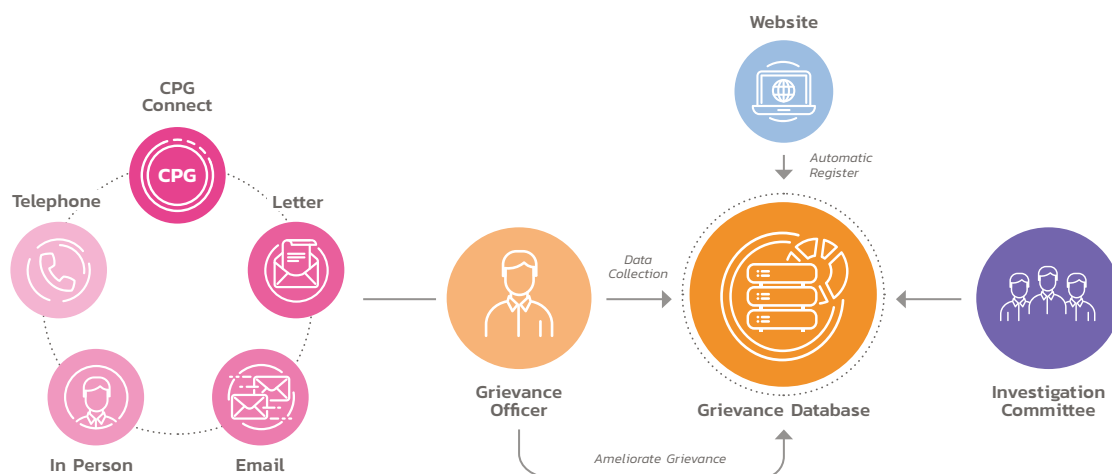 Website
CPG
Connect
CPG
Automatic
Register
Telephone
Letter
Data
Collection
Grievance
Officer
Grievance Database
Investigation
Committee
In Person
Email
Ameliorate Grievance